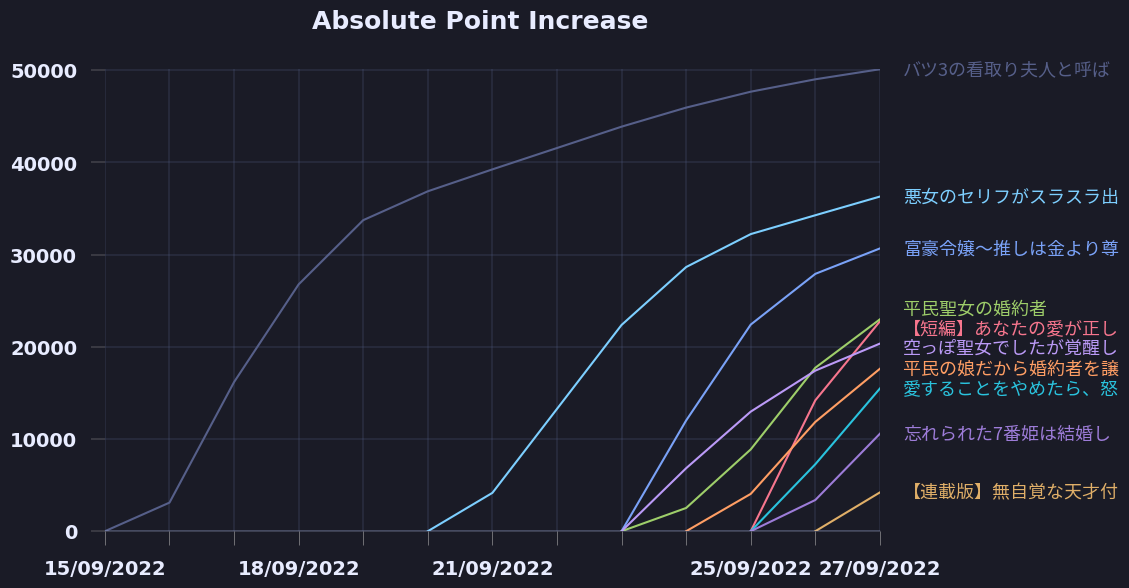 Absolute Point Increase
50000
40000
30000
20000
10000
0
15/09/2022
18/09/2022
21/09/2022
25/09/2022
27/09/2022
バツ3の看取り夫人と呼ば
悪女のセリフがスラスラ出
富豪令嬢～推しは金より尊
平民聖女の婚約者
【短編】あなたの愛が正し
空っぽ聖女でしたが覚醒し
平民の娘だから婚約者を譲
愛することをやめたら、怒
忘れられた7番姫は結婚し
【連載版】無自覚な天才付